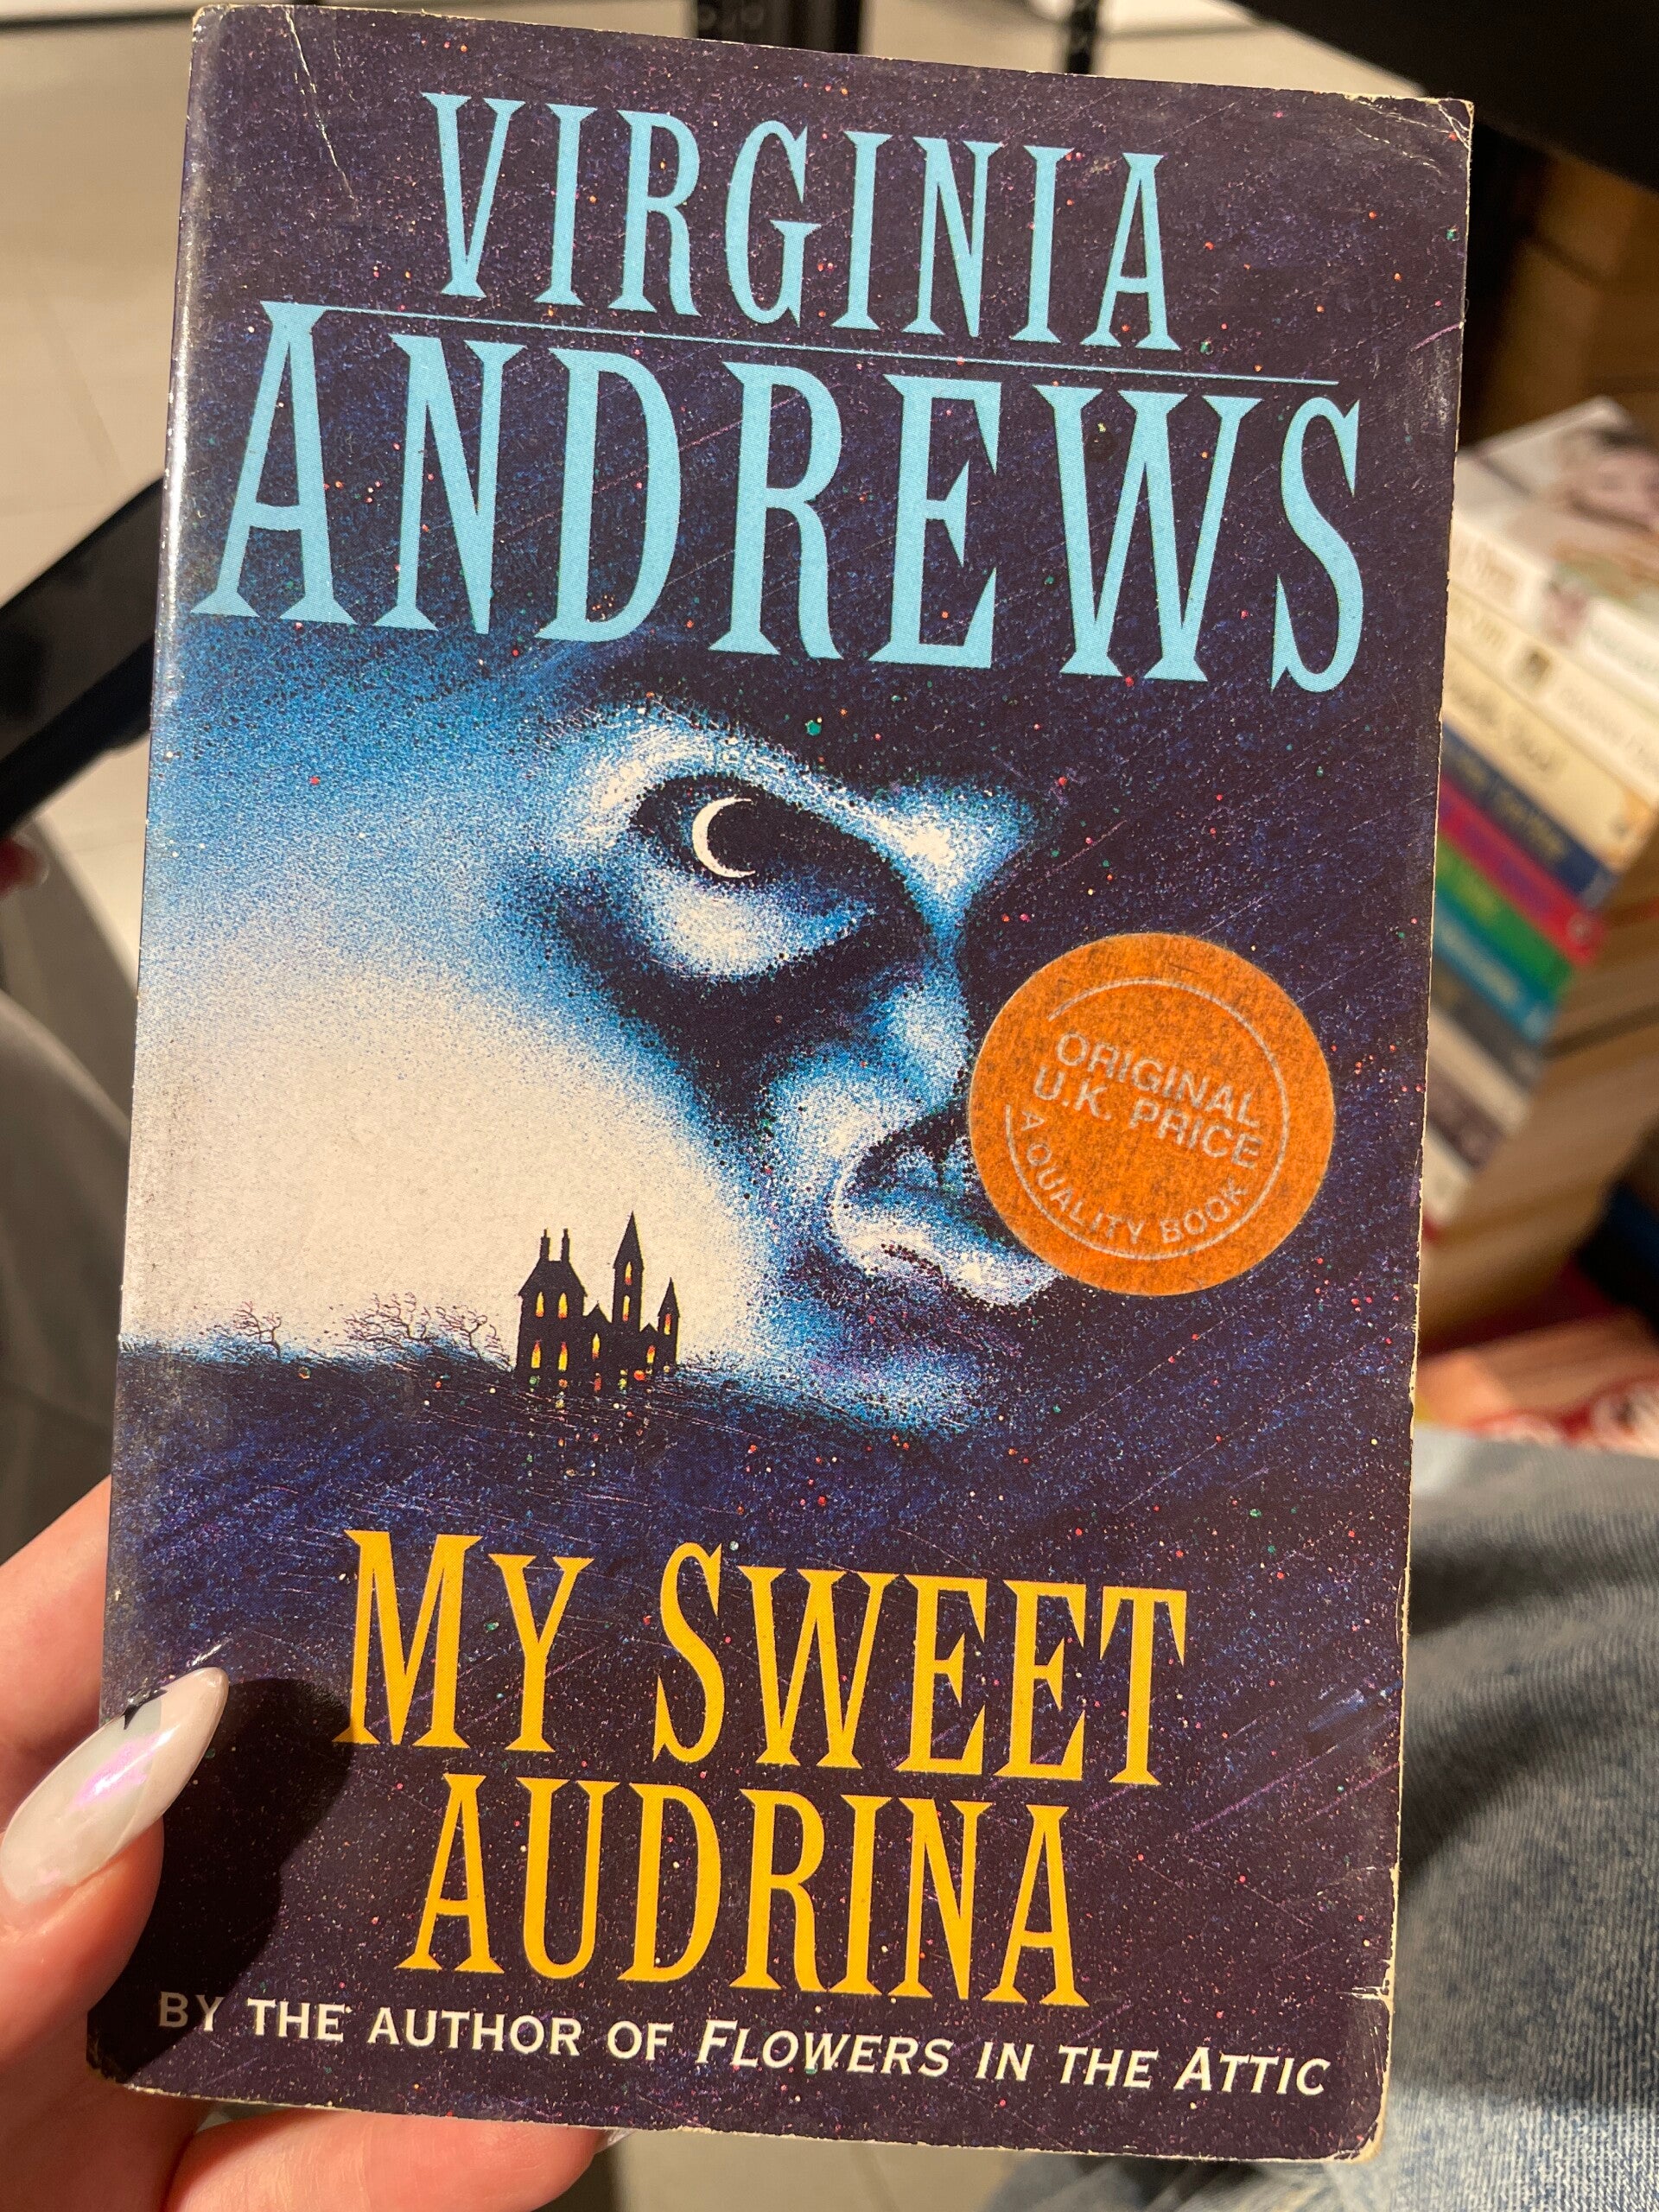 VIRGINIA
ANDREWS
ORIGINAL
U.K. PRICE
A QUALITY BOOK
MY SWEET
AUDRINA
BY THE AUTHOR OF FLOWERS IN THE ATTIC